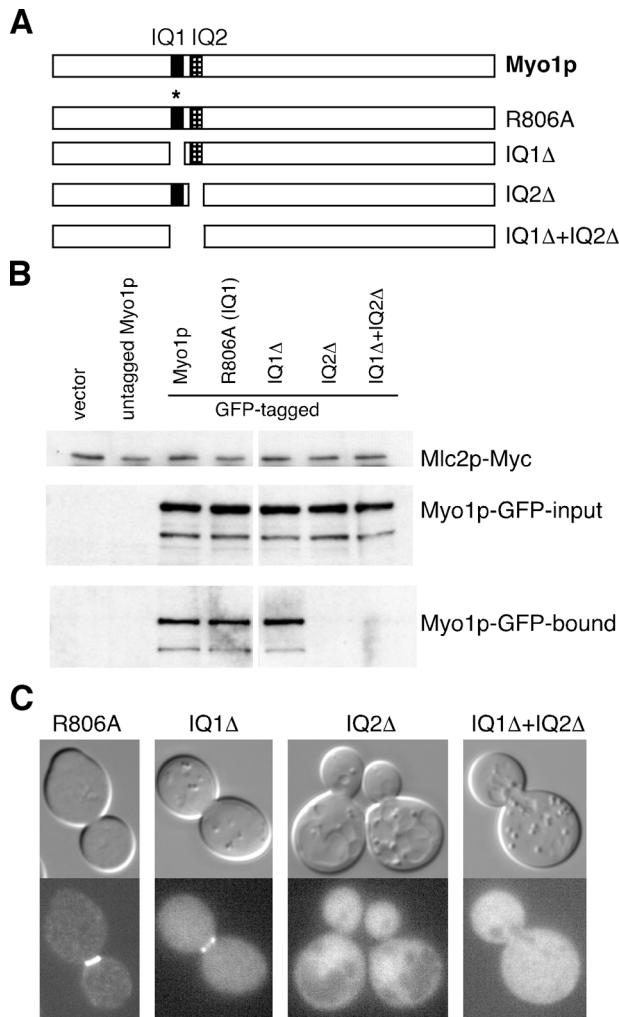 A
IQ1 IQ2
Myo1p
*
R806A
IQ1Δ
IQ2Δ
IQ1Δ+IQ2Δ
B
vector
untagged Myo1p
Myo1p
R806A (IQ1)
IQ1Δ
IQ2Δ
IQ1Δ+IQ2Δ
GFP-tagged
Mlc2p-Myc
Myo1p-GFP-input
Myo1p-GFP-bound
C
R806A IQ1Δ IQ2Δ IQ1Δ+IQ2Δ